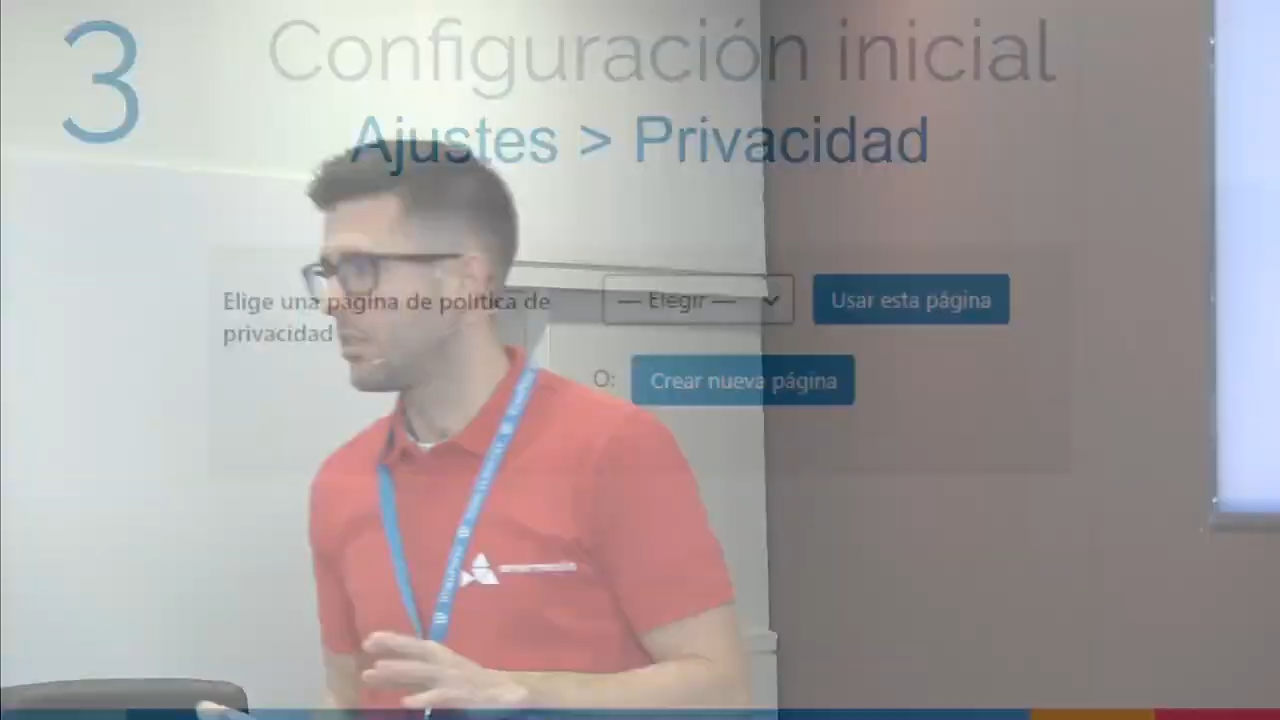 3
Configuración inicial
Ajustes > Privacidad
Elige una página de política de
privacidad
— Elegir —
Usar esta página
O:
Crear nueva página